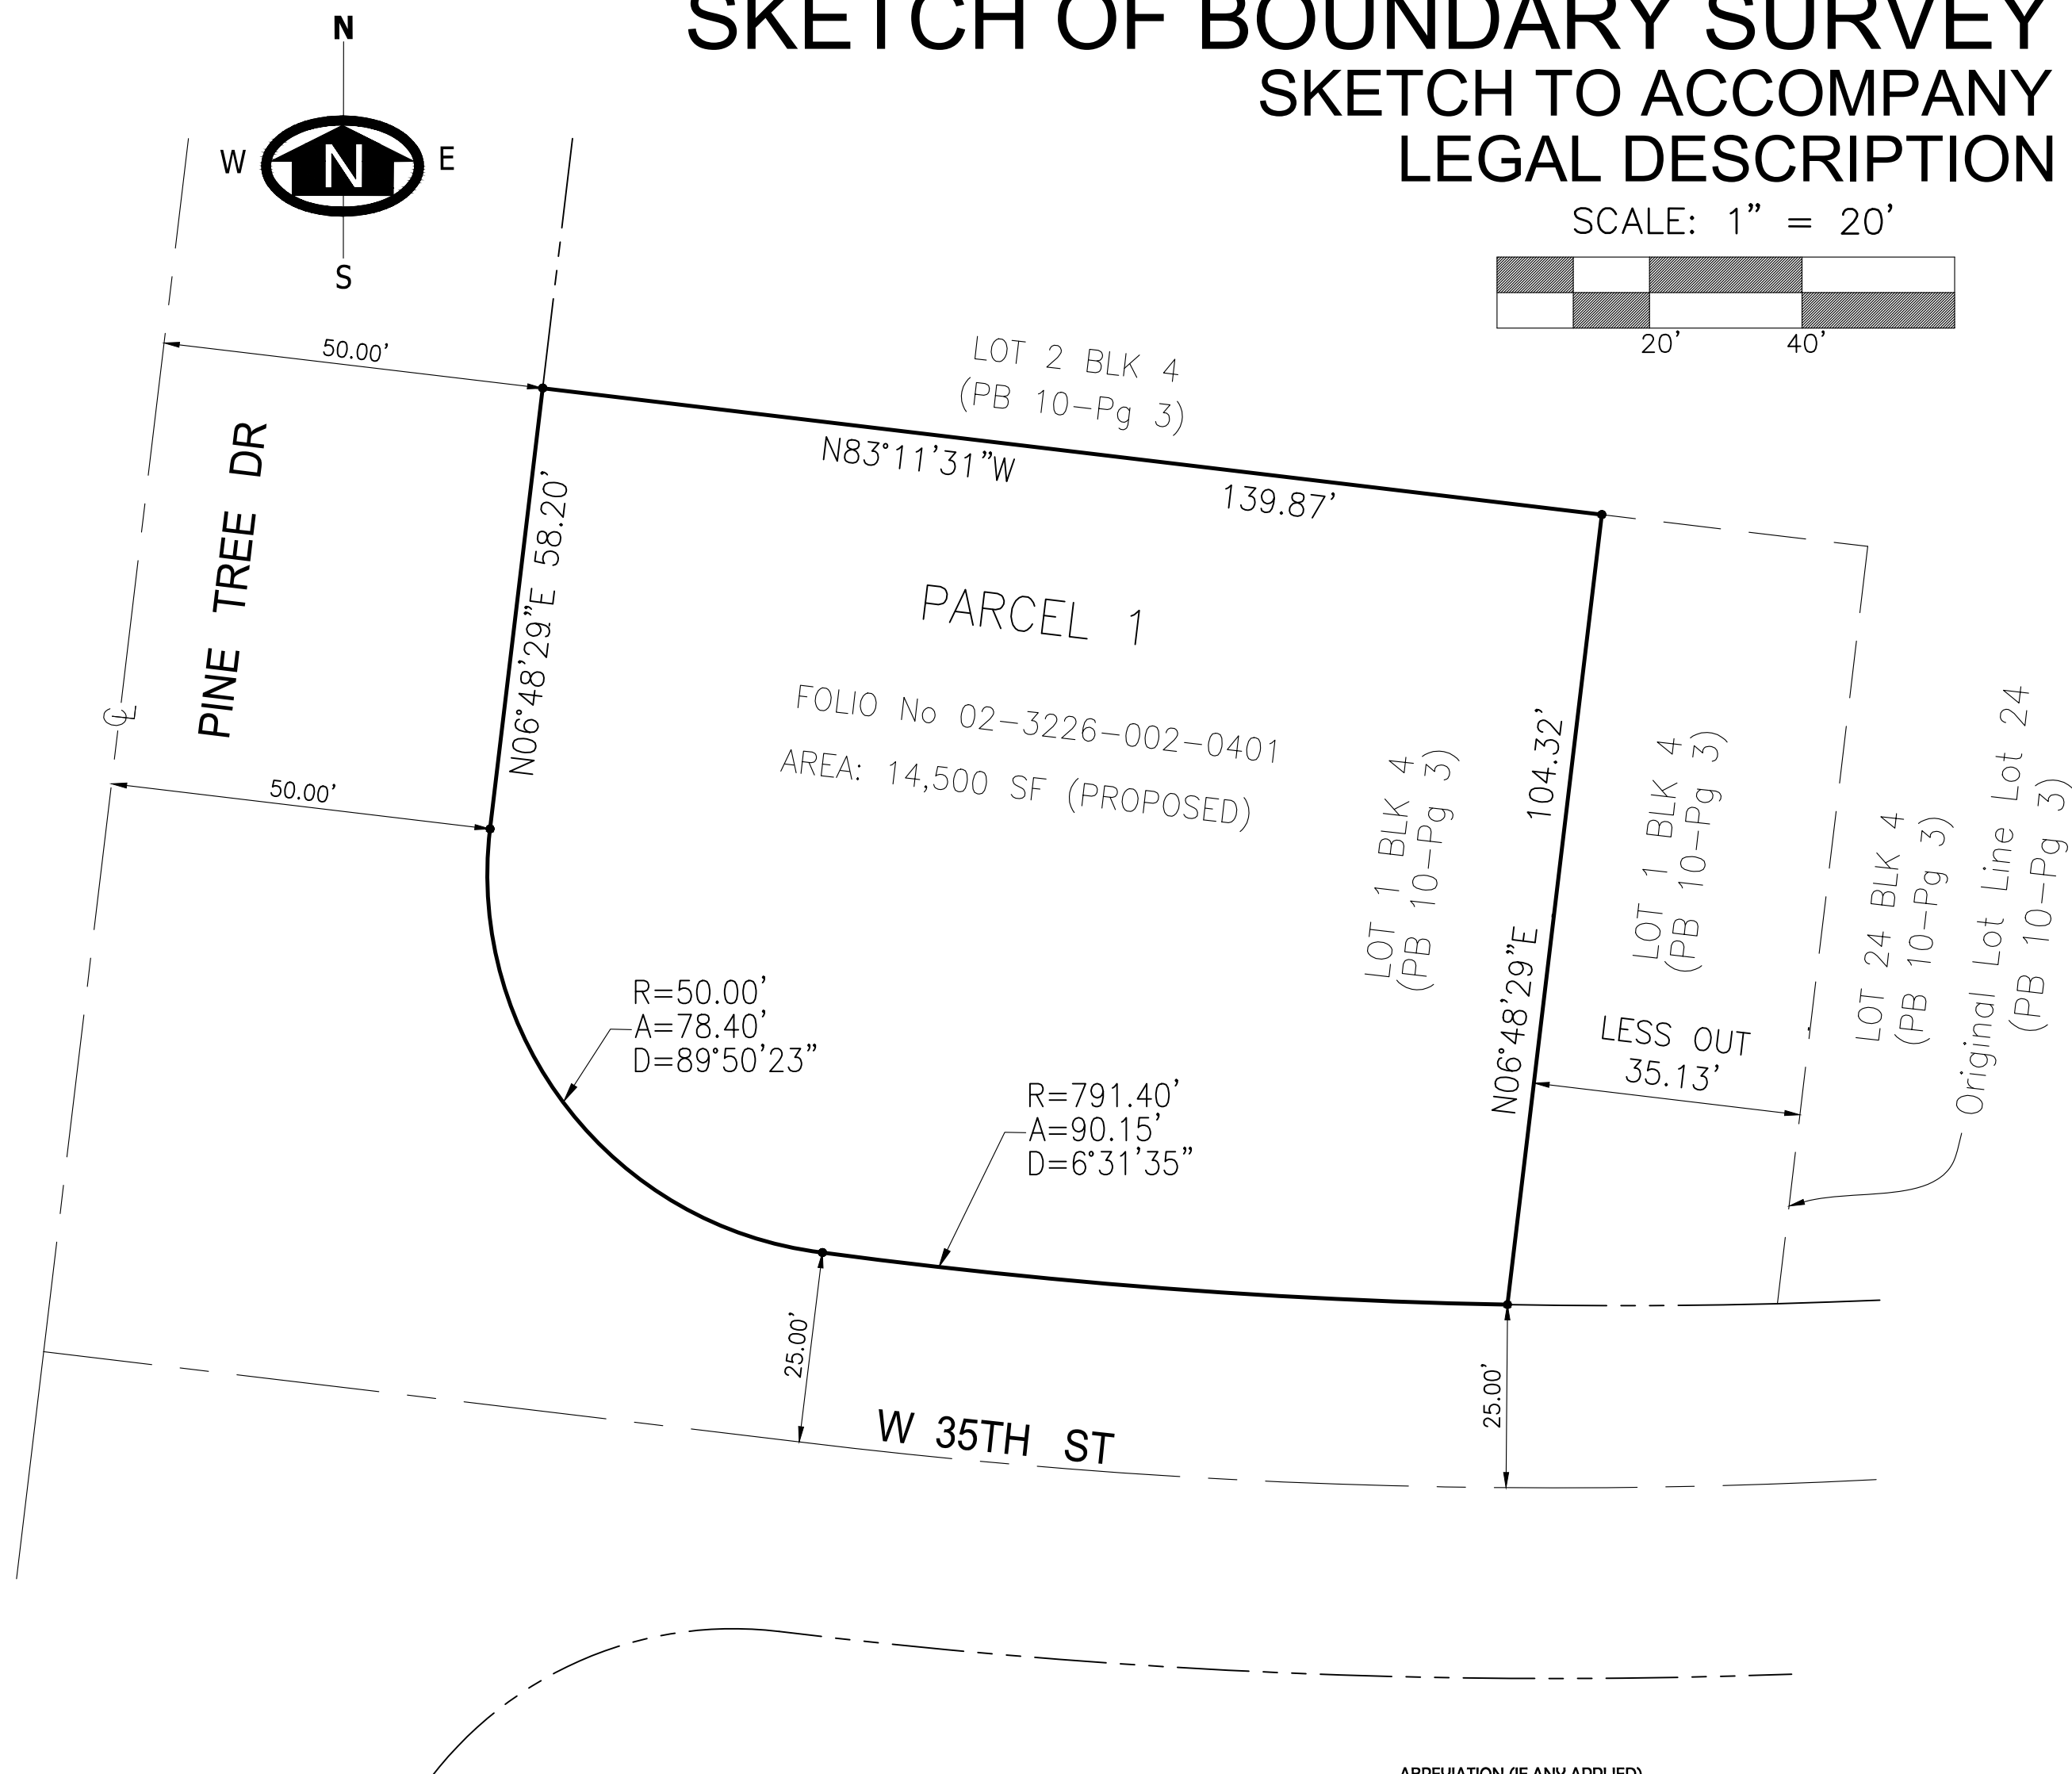 SKETCH OF BOUNDARY SURVEY
SKETCH TO ACCOMPANY
LEGAL DESCRIPTION
SCALE: 1” = 20’
20’ 40’
N
W N E
S
50.00’
LOT 2 BLK 4
(PB 10-Pg 3)
N83°11’31”W 139.87’
PINE TREE DR
N06°48’29”E 58.20’
PARCEL 1
FOLIO No 02-3226-002-0401
AREA: 14,500 SF (PROPOSED)
CL
50.00’
LOT 1 BLK 4
(PB 10-Pg 3)
N06°48’29”E 104.32’
LOT 1 BLK 4
(PB 10-Pg 3)
LESS OUT
35.13’
LOT 24 BLK 4
(PB 10-Pg 3)
Original Lot Line Lot 24
(PB 10-Pg 3)
R=50.00’
A=78.40’
D=89°50’23”
R=791.40’
A=90.15’
D=6°31’35”
25.00’
W 35TH ST
25.00’
ABREVIATION (IF ANY APPLIED)